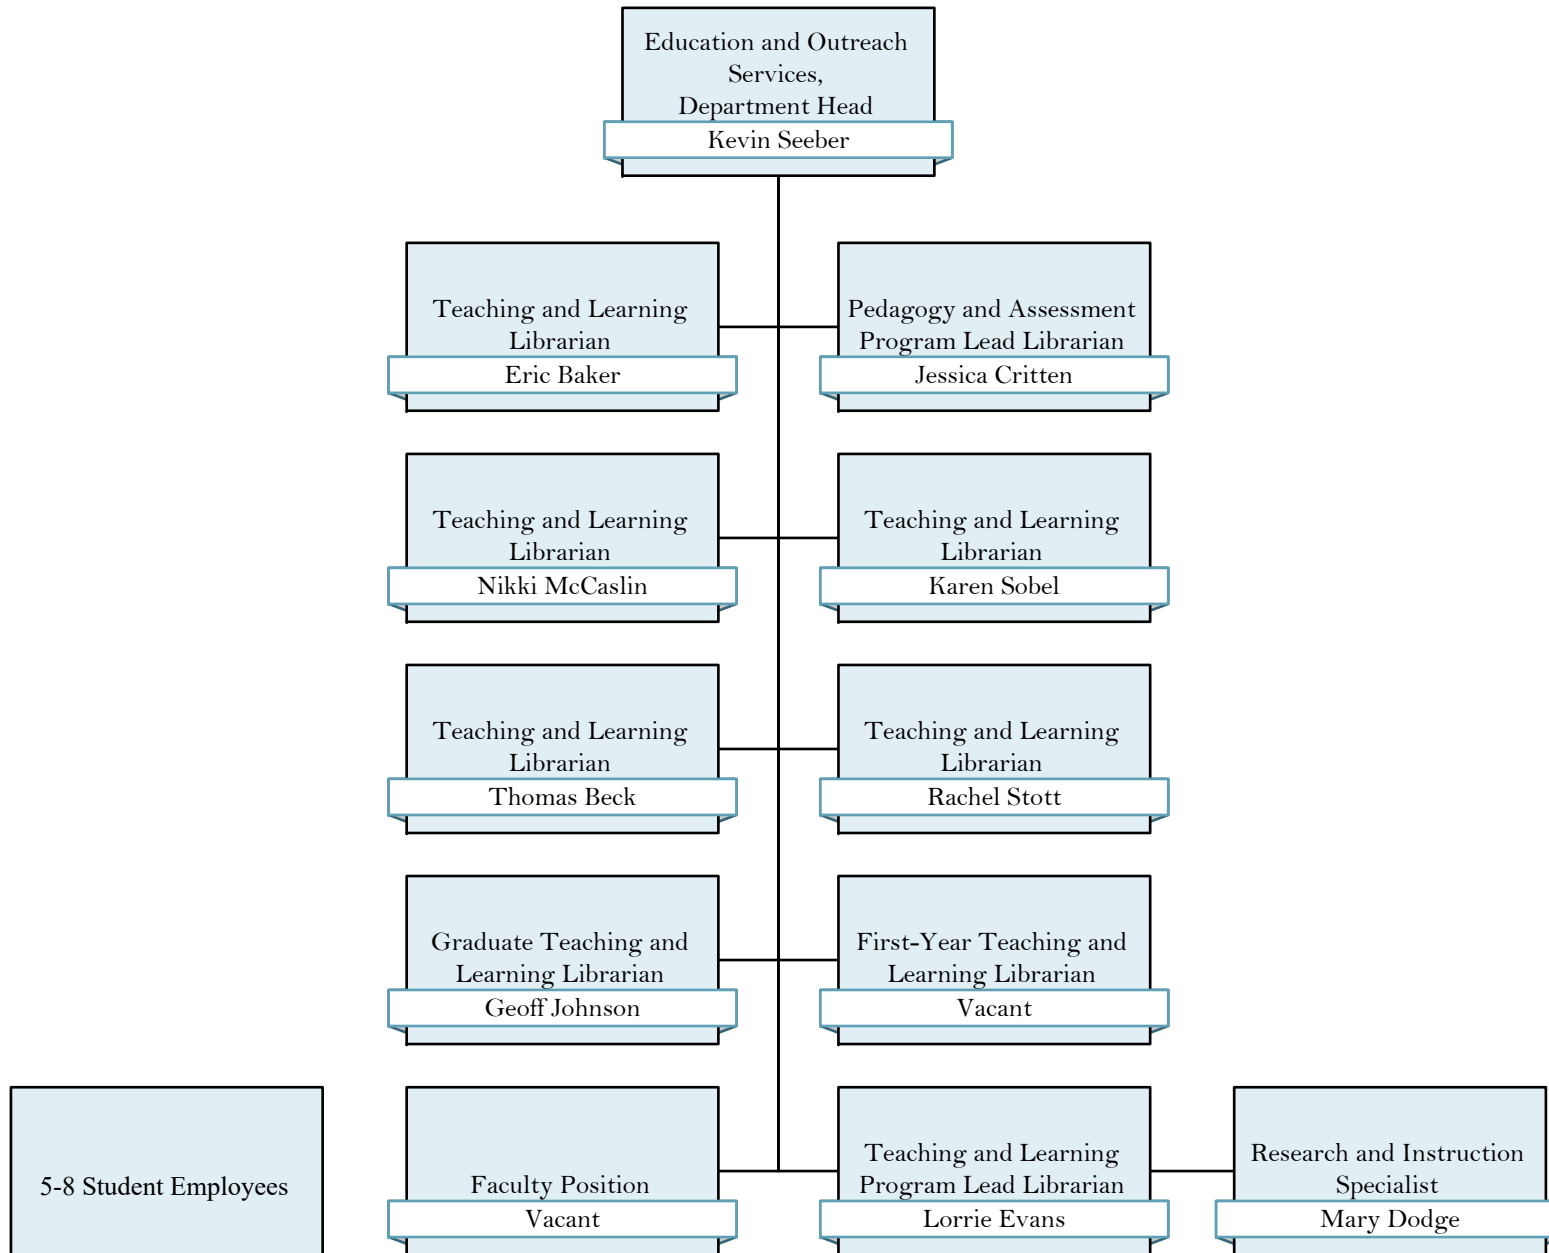 Education and Outreach
Services,
Department Head
Kevin Seeber
Teaching and Learning
Librarian
Eric Baker
Pedagogy and Assessment
Program Lead Librarian
Jessica Critten
Teaching and Learning
Librarian
Nikki McCaslin
Teaching and Learning
Librarian
Karen Sobel
Teaching and Learning
Librarian
Thomas Beck
Teaching and Learning
Librarian
Rachel Stott
Graduate Teaching and
Learning Librarian
Geoff Johnson
First-Year Teaching and
Learning Librarian
Vacant
5-8 Student Employees
Faculty Position
Vacant
Teaching and Learning
Program Lead Librarian
Lorrie Evans
Research and Instruction
Specialist
Mary Dodge